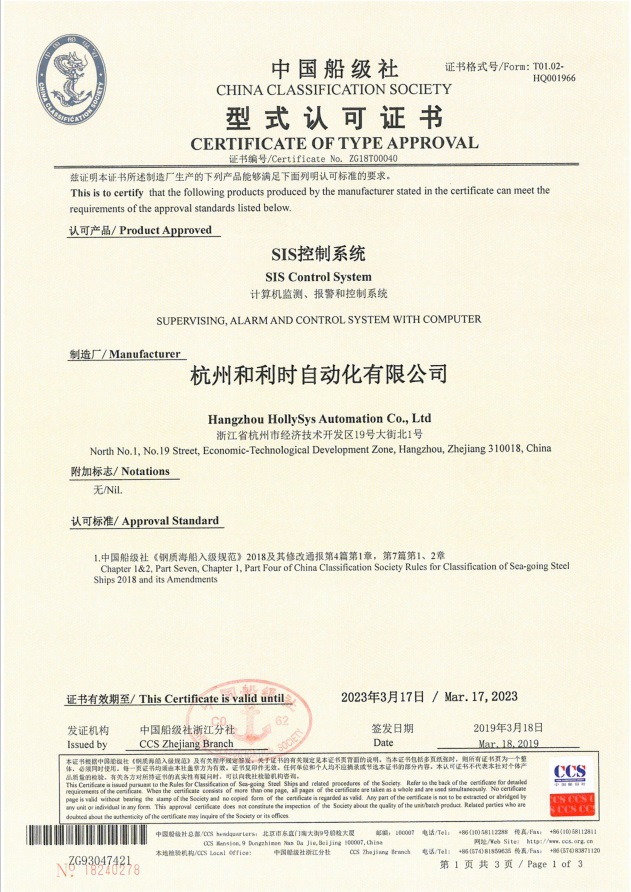 中国船级社
证书格式号/Form: T01.02-
HQ001966
CHINA CLASSIFICATION SOCIETY
型式认可证书
CERTIFICATE OF TYPE APPROVAL
证书编号/Certificate No. ZG18T00040
兹证明本证书所述制造厂生产的下列产品能够满足下面列明认可标准的要求。
This is to certify that the following products produced by the manufacturer stated in the certificate can meet the
requirements of the approval standards listed below.
认可产品/ Product Approved
SIS控制系统
SIS Control System
计算机监测、报警和控制系统
SUPERVISING, ALARM AND CONTROL SYSTEM WITH COMPUTER
制造厂/ Manufacturer
杭州和利时自动化有限公司
Hangzhou HollySys Automation Co., Ltd
浙江省杭州市经济技术开发区19号大街北1号
North No.1, No.19 Street, Economic-Technological Development Zone, Hangzhou, Zhejiang 310018, China
附加标志/ Notations
无/Nil.
认可标准/ Approval Standard
1.中国船级社《钢质海船入级规范》2018及其修改通报第4篇第1章，第7篇第1、2章
Chapter 1&2, Part Seven, Chapter 1, Part Four of China Classification Society Rules for Classification of Sea-going Steel
Ships 2018 and its Amendments
证书有效期至/ This Certificate is valid until
2023年3月17日 / Mar. 17,2023
发证机构 中国船级社浙江分社 签发日期 2019年3月18日
Issued by CCS Zhejiang Branch Date Mar. 18,2019
本证书根据中国船级社《钢质海船入级规范》及有关程序规定签发。关于证书的有关规定见本证书页背面的说明。当本证书包括多页纸张时，则所有证书页为一个整
体，必须同时使用。每一页证书均须由本社盖章方为有效。证书复印件无效。任何单位和个人均不应摘录或节选本证书的部分内容。本认可证书不代表本社对个体产
品质量的检验。有关各方对所持证书的真实性有疑问时，可以向我社检验机构咨询。
This Certificate is issued pursuant to the Rules for Classification of Sea-going Steel Ships and related procedures of the Society. Refer to the back of the certificate for detailed
requirements of the certificate. When the certificate consists of more than one page, all pages of the certificate are taken as a whole and are used simultaneously. No certificate
page is valid without bearing the stamp of the Society and no copied form of the certificate is regarded as valid. Any part of the certificate is not to be extracted or abridged by
any unit or individual in any form. This approval certificate does not constitute the inspection of the Society about the quality of the unit/batch product. Related parties who are
doubted about the authenticity of the certificate may inquire of the Society or its offices.
CCS
中国船级社总部/CCS headquarters: 北京市东直门南大街9号船检大厦 邮编: 100007 电话/Tel: +86(10)58112288 传真/Fax: +86(10)58112811
CCS Mansion,9 Dongzhimen Nan Da Jie,Beijing 100007,China 网站/Web Site: http://www.ccs.org.cn
本地检验机构/CCS Local Office: 中国船级社浙江分社 CCS Zhejiang Branch 电话/Tel: +86(574)81859635 传真/Fax: +86(574)83871120
ZG93047421
№ 18240278
第 1 页 共 3 页 / Page 1 of 3